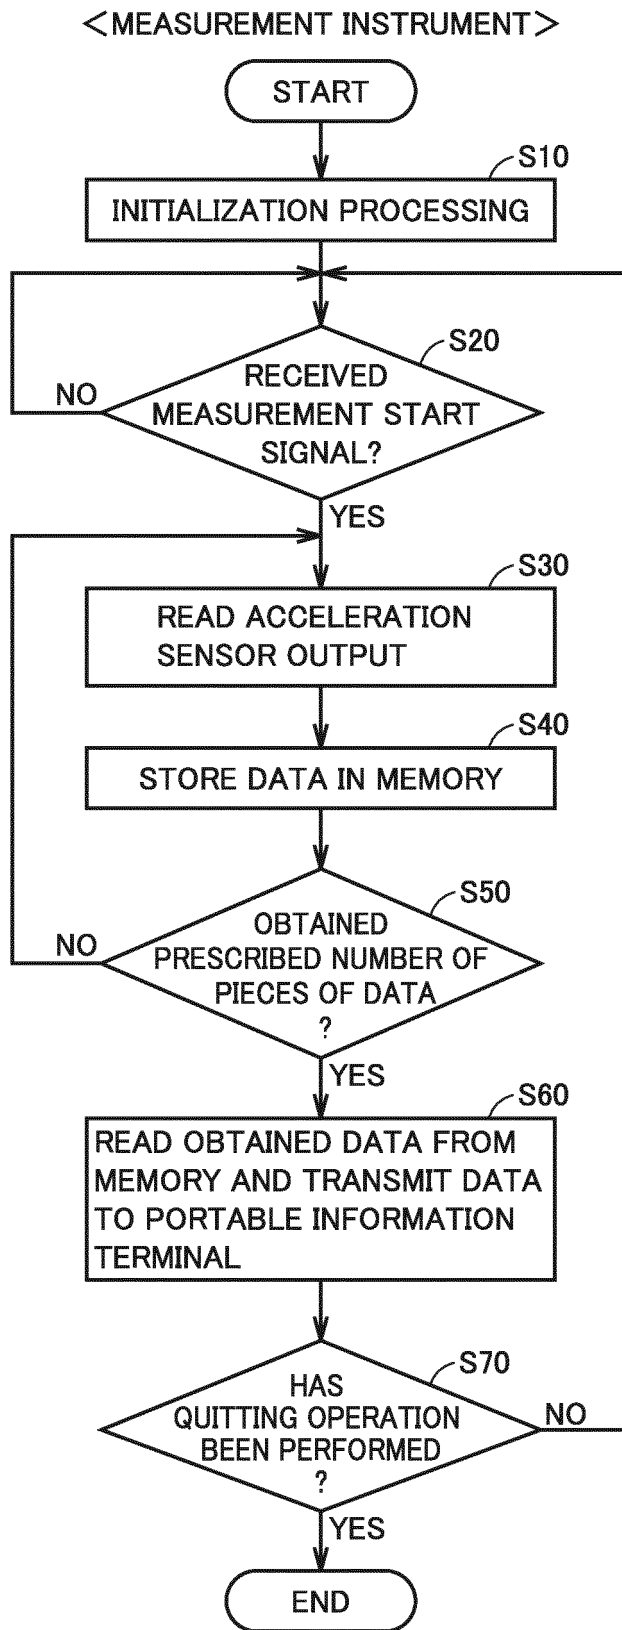 <MEASUREMENT INSTRUMENT>
START
S10
INITIALIZATION PROCESSING
S20
RECEIVED
MEASUREMENT START
SIGNAL?
NO
YES
S30
READ ACCELERATION
SENSOR OUTPUT
S40
STORE DATA IN MEMORY
S50
OBTAINED
PRESCRIBED NUMBER OF
PIECES OF DATA
?
NO
YES
S60
READ OBTAINED DATA FROM
MEMORY AND TRANSMIT DATA
TO PORTABLE INFORMATION
TERMINAL
S70
HAS
QUITTING OPERATION
BEEN PERFORMED
?
NO
YES
END